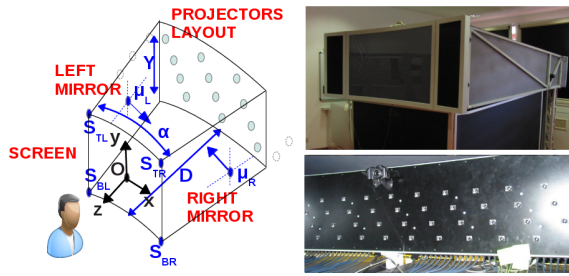 PROJECTORS
LAYOUT
LEFT
MIRROR
Y
μL
α
STL
y
SCREEN
STR
D
SBL
O
μR
z
x
RIGHT
MIRROR
SBR